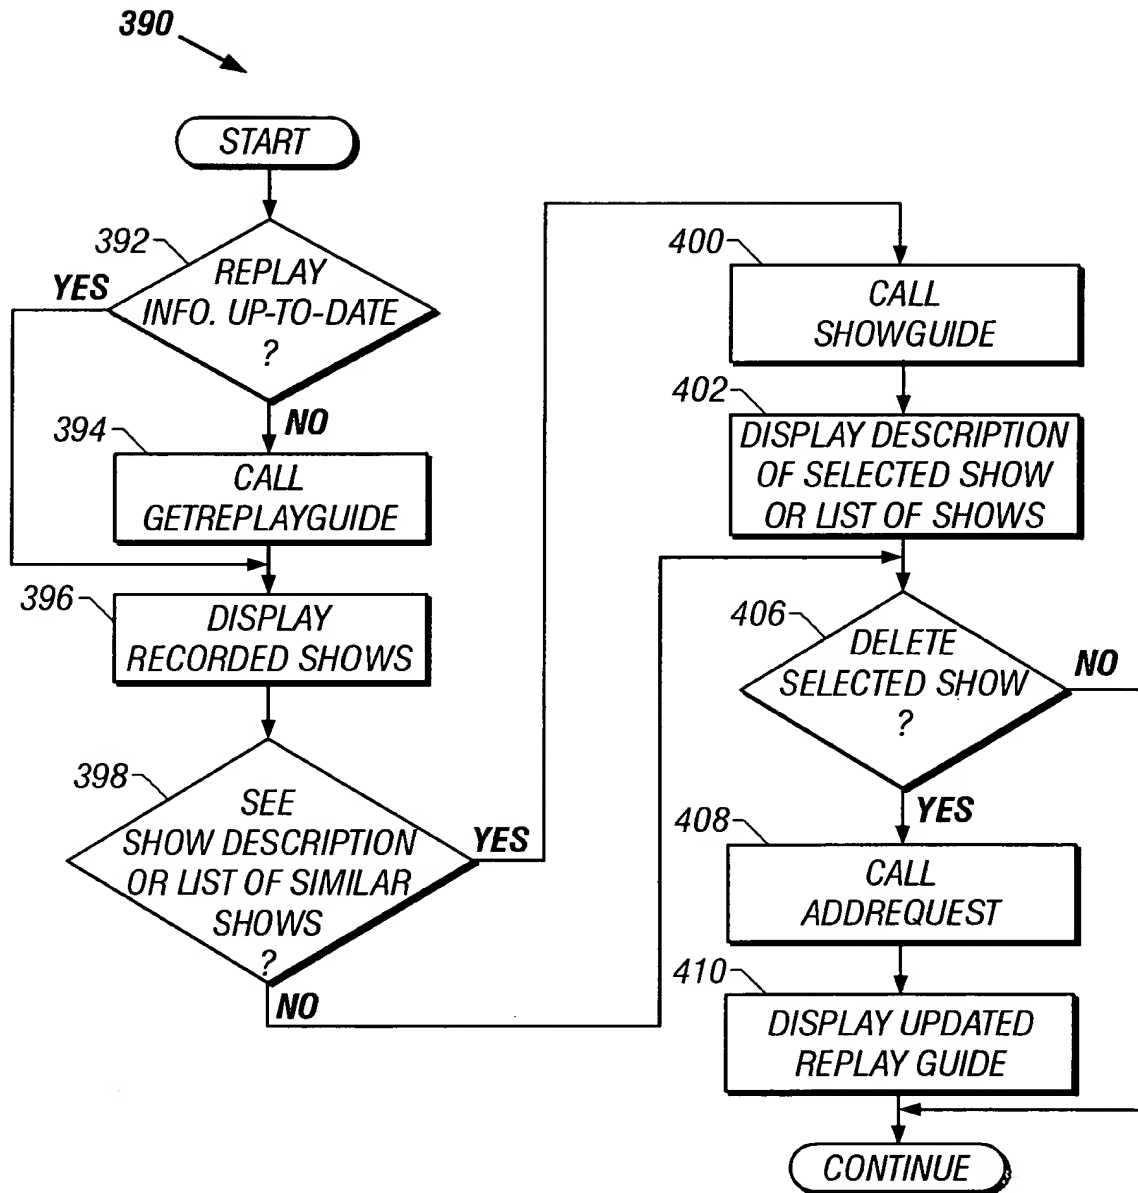 390
START
392
REPLAY
INFO. UP-TO-DATE
?
YES
NO
394
CALL
GETREPLAYGUIDE
396
DISPLAY
RECORDED SHOWS
398
SEE
SHOW DESCRIPTION
OR LIST OF SIMILAR
SHOWS
?
YES
NO
400
CALL
SHOWGUIDE
402
DISPLAY DESCRIPTION
OF SELECTED SHOW
OR LIST OF SHOWS
406
DELETE
SELECTED SHOW
?
NO
YES
408
CALL
ADDREQUEST
410
DISPLAY UPDATED
REPLAY GUIDE
CONTINUE